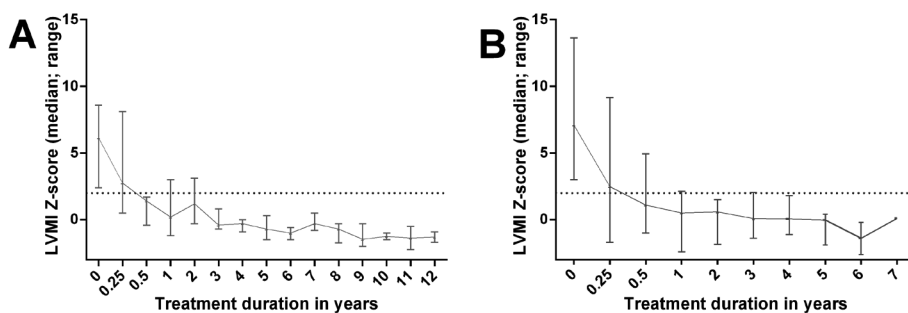 A
LVMI Z-score (median; range)
15
10
5
0
0 0.25 0.5 1 2 3 4 5 6 7 8 9 10 11 12
Treatment duration in years
B
LVMI Z-score (median; range)
15
10
5
0
0 0.25 0.5 1 2 3 4 5 6 7
Treatment duration in years